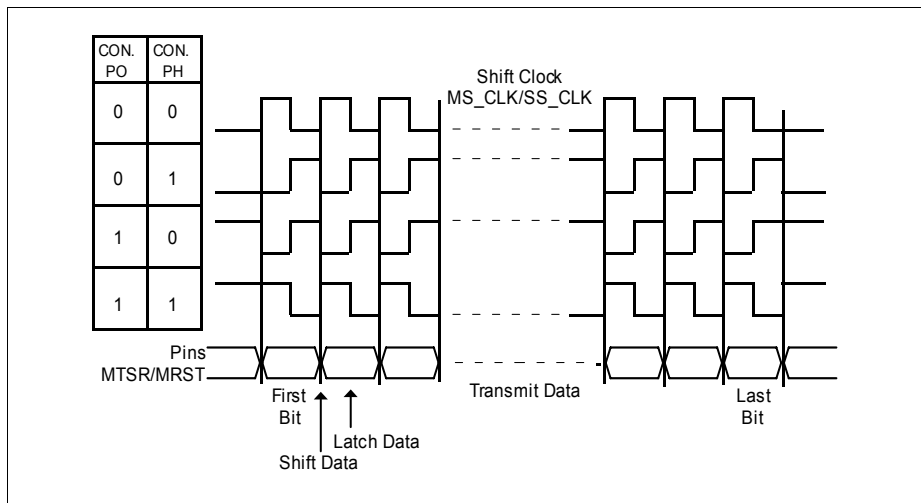 CON. CON.
PO PH
Shift Clock
MS_CLK/SS_CLK
0 0
0 1
1 0
1 1
Pins
MTSR/MRST
First
Bit
Transmit Data
Last
Bit
Latch Data
Shift Data